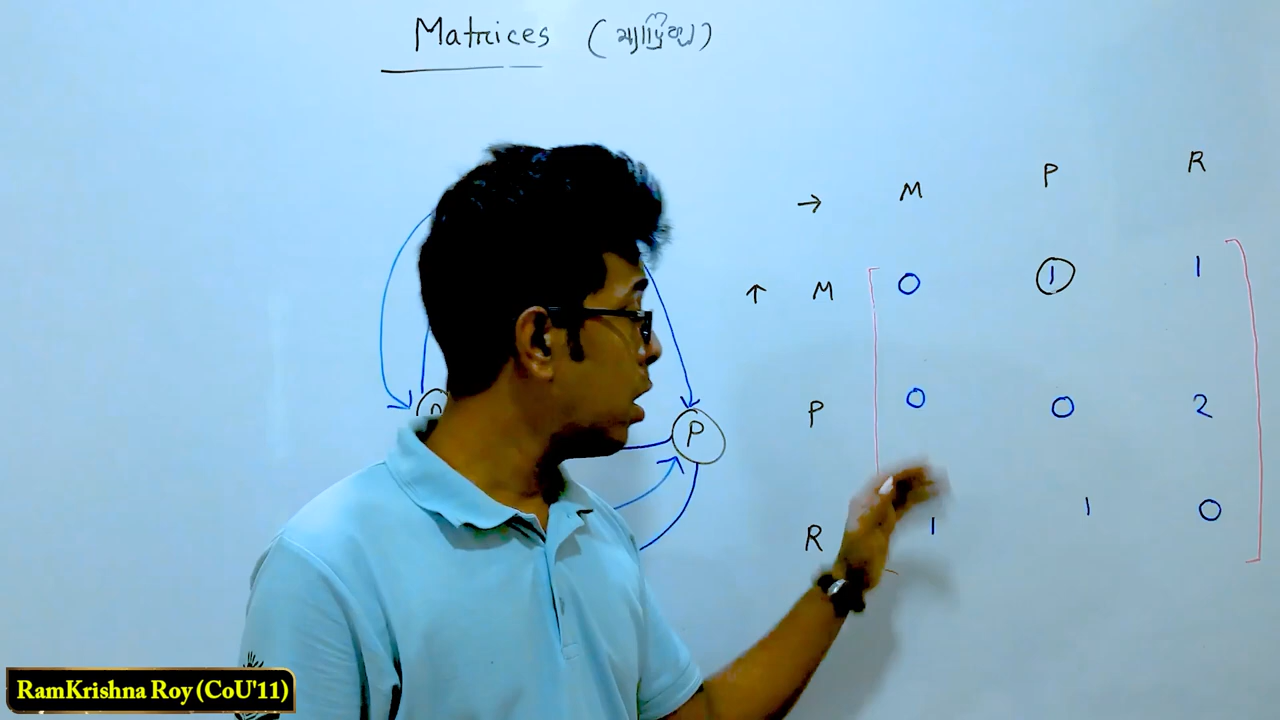 Matrices (ম্যাট্রিক্স)
→ M P R
↑ M 0 1 1
P 0 0 2
R 1 1 0
P
RamKrishna Roy (CoU'11)